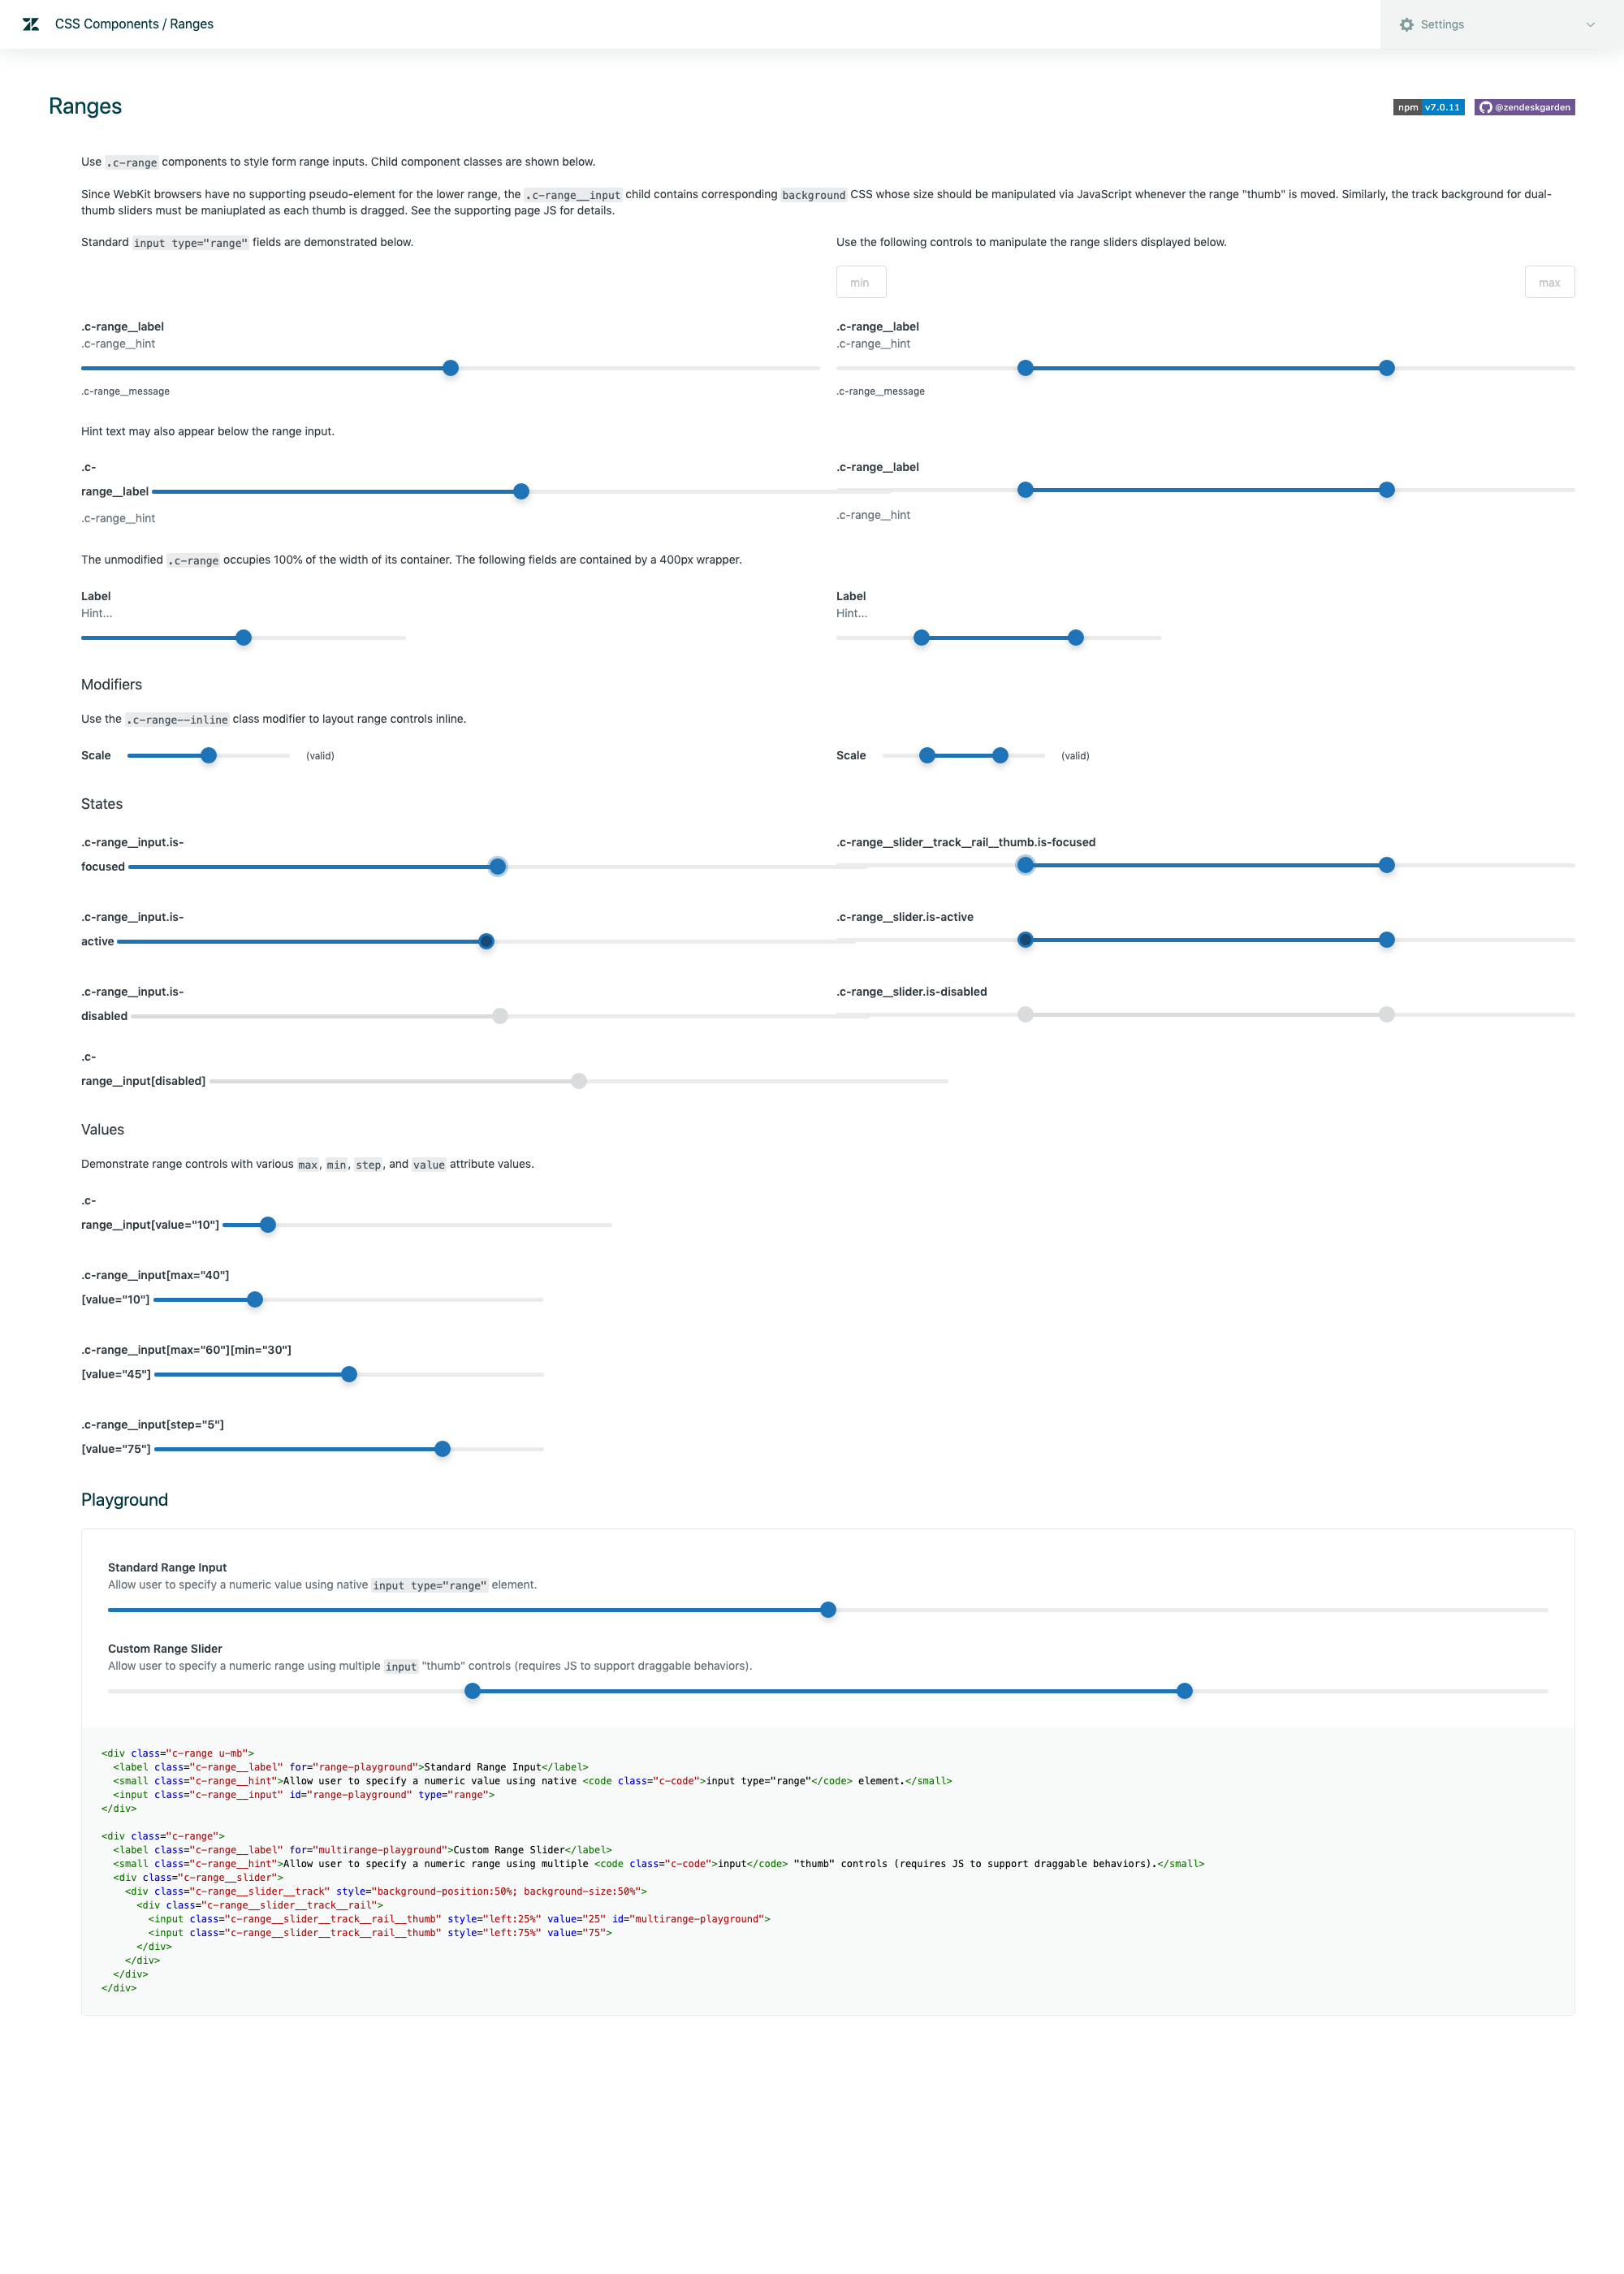 CSS Components / Ranges
Settings
Ranges
npm v7.0.11
@zendeskgarden
Use .c-range components to style form range inputs. Child component classes are shown below.
Since WebKit browsers have no supporting pseudo-element for the lower range, the .c-range__input child contains corresponding background CSS whose size should be manipulated via JavaScript whenever the range "thumb" is moved. Similarly, the track background for dual-
thumb sliders must be maniuplated as each thumb is dragged. See the supporting page JS for details.
Standard input type="range" fields are demonstrated below.
Use the following controls to manipulate the range sliders displayed below.
min
max
.c-range__label
.c-range__hint
.c-range__message
.c-range__label
.c-range__hint
.c-range__message
Hint text may also appear below the range input.
.c-
range__label
.c-range__hint
.c-range__label
.c-range__hint
The unmodified .c-range occupies 100% of the width of its container. The following fields are contained by a 400px wrapper.
Label
Hint...
Label
Hint...
Modifiers
Use the .c-range--inline class modifier to layout range controls inline.
Scale (valid)
Scale (valid)
States
.c-range__input.is-
focused
.c-range__slider__track__rail__thumb.is-focused
.c-range__input.is-
active
.c-range__slider.is-active
.c-range__input.is-
disabled
.c-range__slider.is-disabled
.c-
range__input[disabled]
Values
Demonstrate range controls with various max, min, step, and value attribute values.
.c-
range__input[value="10"]
.c-range__input[max="40"]
[value="10"]
.c-range__input[max="60"][min="30"]
[value="45"]
.c-range__input[step="5"]
[value="75"]
Playground
Standard Range Input
Allow user to specify a numeric value using native input type="range" element.
Custom Range Slider
Allow user to specify a numeric range using multiple input "thumb" controls (requires JS to support draggable behaviors).
<div class="c-range u-mb">
  <label class="c-range__label" for="range-playground">Standard Range Input</label>
  <small class="c-range__hint">Allow user to specify a numeric value using native <code class="c-code">input type="range"</code> element.</small>
  <input class="c-range__input" id="range-playground" type="range">
</div>
<div class="c-range">
  <label class="c-range__label" for="multirange-playground">Custom Range Slider</label>
  <small class="c-range__hint">Allow user to specify a numeric range using multiple <code class="c-code">input</code> "thumb" controls (requires JS to support draggable behaviors).</small>
  <div class="c-range__slider">
    <div class="c-range__slider__track" style="background-position:50%; background-size:50%">
      <div class="c-range__slider__track__rail">
        <input class="c-range__slider__track__rail__thumb" style="left:25%" value="25" id="multirange-playground">
        <input class="c-range__slider__track__rail__thumb" style="left:75%" value="75">
      </div>
    </div>
  </div>
</div>